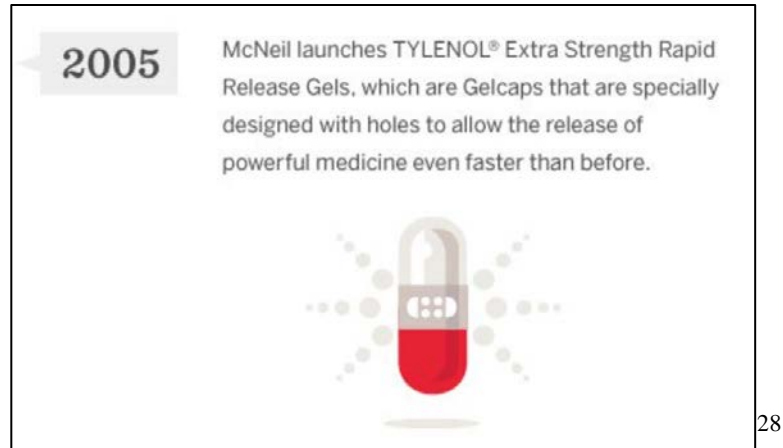 2005
McNeil launches TYLENOL® Extra Strength Rapid
Release Gels, which are Gelcaps that are specially
designed with holes to allow the release of
powerful medicine even faster than before.
28